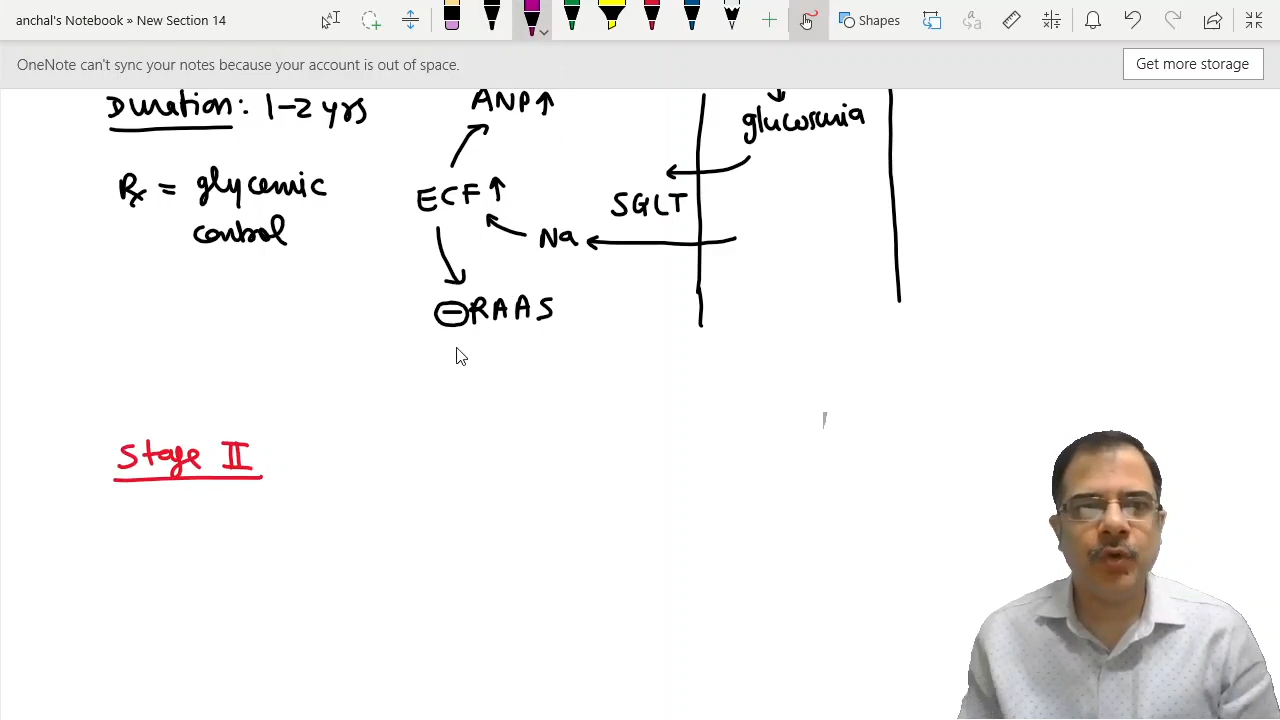 anchal's Notebook » New Section 14
Shapes
OneNote can't sync your notes because your account is out of space.
Get more storage
Duration: 1-2 yrs
Rx = glycemic
control
ANP↑
ECF↑
Na
⊖RAAS
SGLT
glucosuria
Stage II